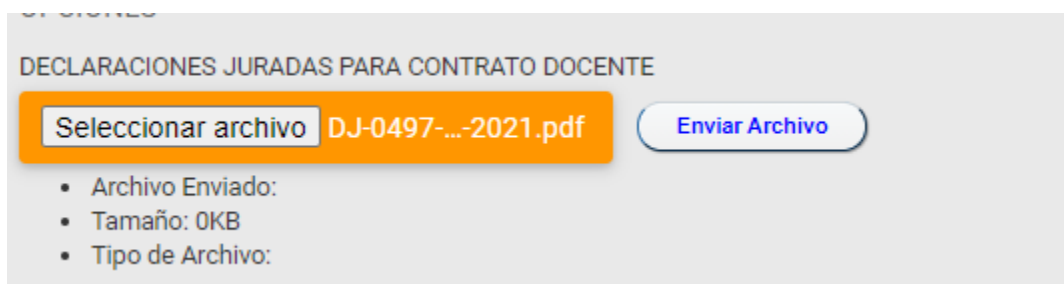 DECLARACIONES JURADAS PARA CONTRATO DOCENTE
Seleccionar archivo DJ-0497-...-2021.pdf Enviar Archivo
• Archivo Enviado:
• Tamaño: 0KB
• Tipo de Archivo: